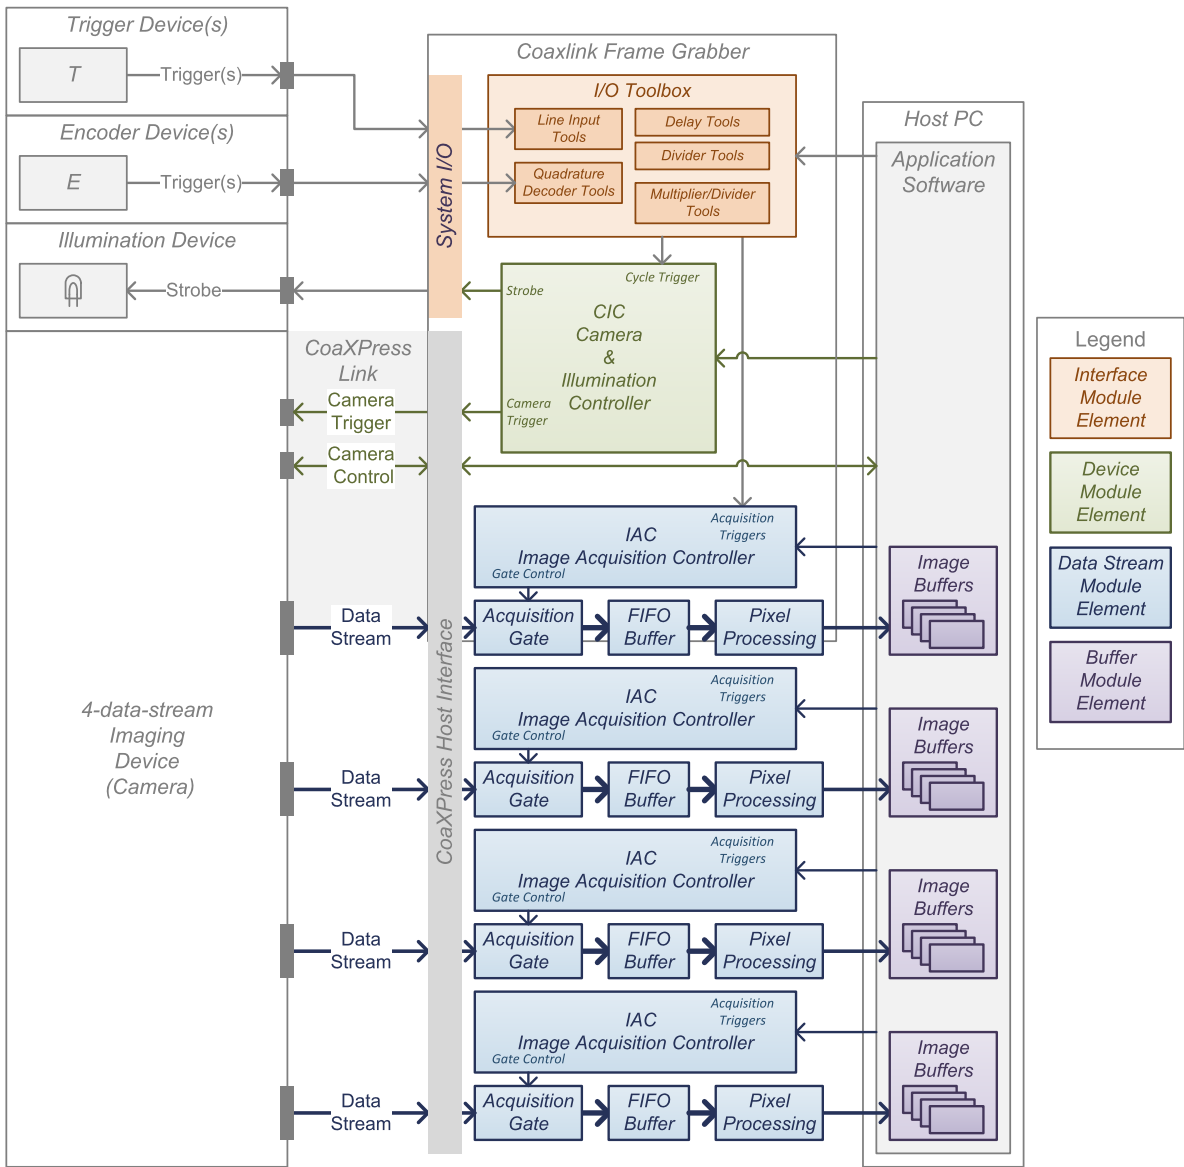 Trigger Device(s)
T
Trigger(s)
Encoder Device(s)
E
Trigger(s)
Illumination Device
Strobe
4-data-stream
Imaging
Device
(Camera)
CoaXPress
Link
Camera
Trigger
Camera
Control
Data
Stream
Data
Stream
Data
Stream
Data
Stream
Coaxlink Frame Grabber
System I/O
CoaXPress Host Interface
I/O Toolbox
Line Input
Tools
Quadrature
Decoder Tools
Delay Tools
Divider Tools
Multiplier/Divider
Tools
Cycle Trigger
Strobe
CIC
Camera
&
Illumination
Controller
Camera
Trigger
Acquisition
Triggers
IAC
Image Acquisition Controller
Gate Control
Acquisition
Gate
FIFO
Buffer
Pixel
Processing
Acquisition
Triggers
IAC
Image Acquisition Controller
Gate Control
Acquisition
Gate
FIFO
Buffer
Pixel
Processing
Acquisition
Triggers
IAC
Image Acquisition Controller
Gate Control
Acquisition
Gate
FIFO
Buffer
Pixel
Processing
Acquisition
Triggers
IAC
Image Acquisition Controller
Gate Control
Acquisition
Gate
FIFO
Buffer
Pixel
Processing
Host PC
Application
Software
Image
Buffers
Image
Buffers
Image
Buffers
Image
Buffers
Legend
Interface
Module
Element
Device
Module
Element
Data Stream
Module
Element
Buffer
Module
Element